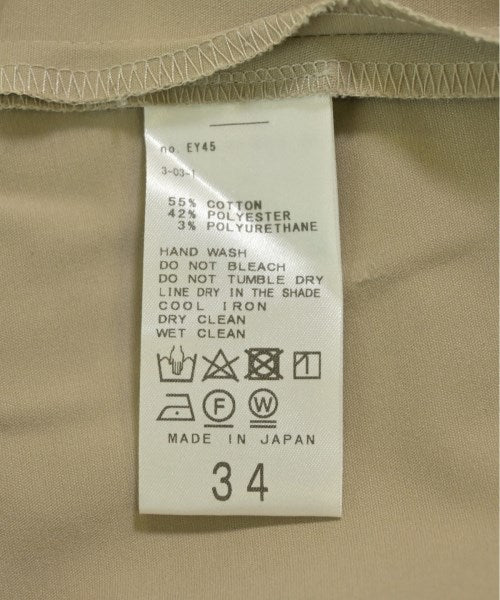 no. EY45
3-03-1
55% COTTON
42% POLYESTER
3% POLYURETHANE
HAND WASH
DO NOT BLEACH
DO NOT TUMBLE DRY
LINE DRY IN THE SHADE
COOL IRON
DRY CLEAN
WET CLEAN
F W
MADE IN JAPAN
34